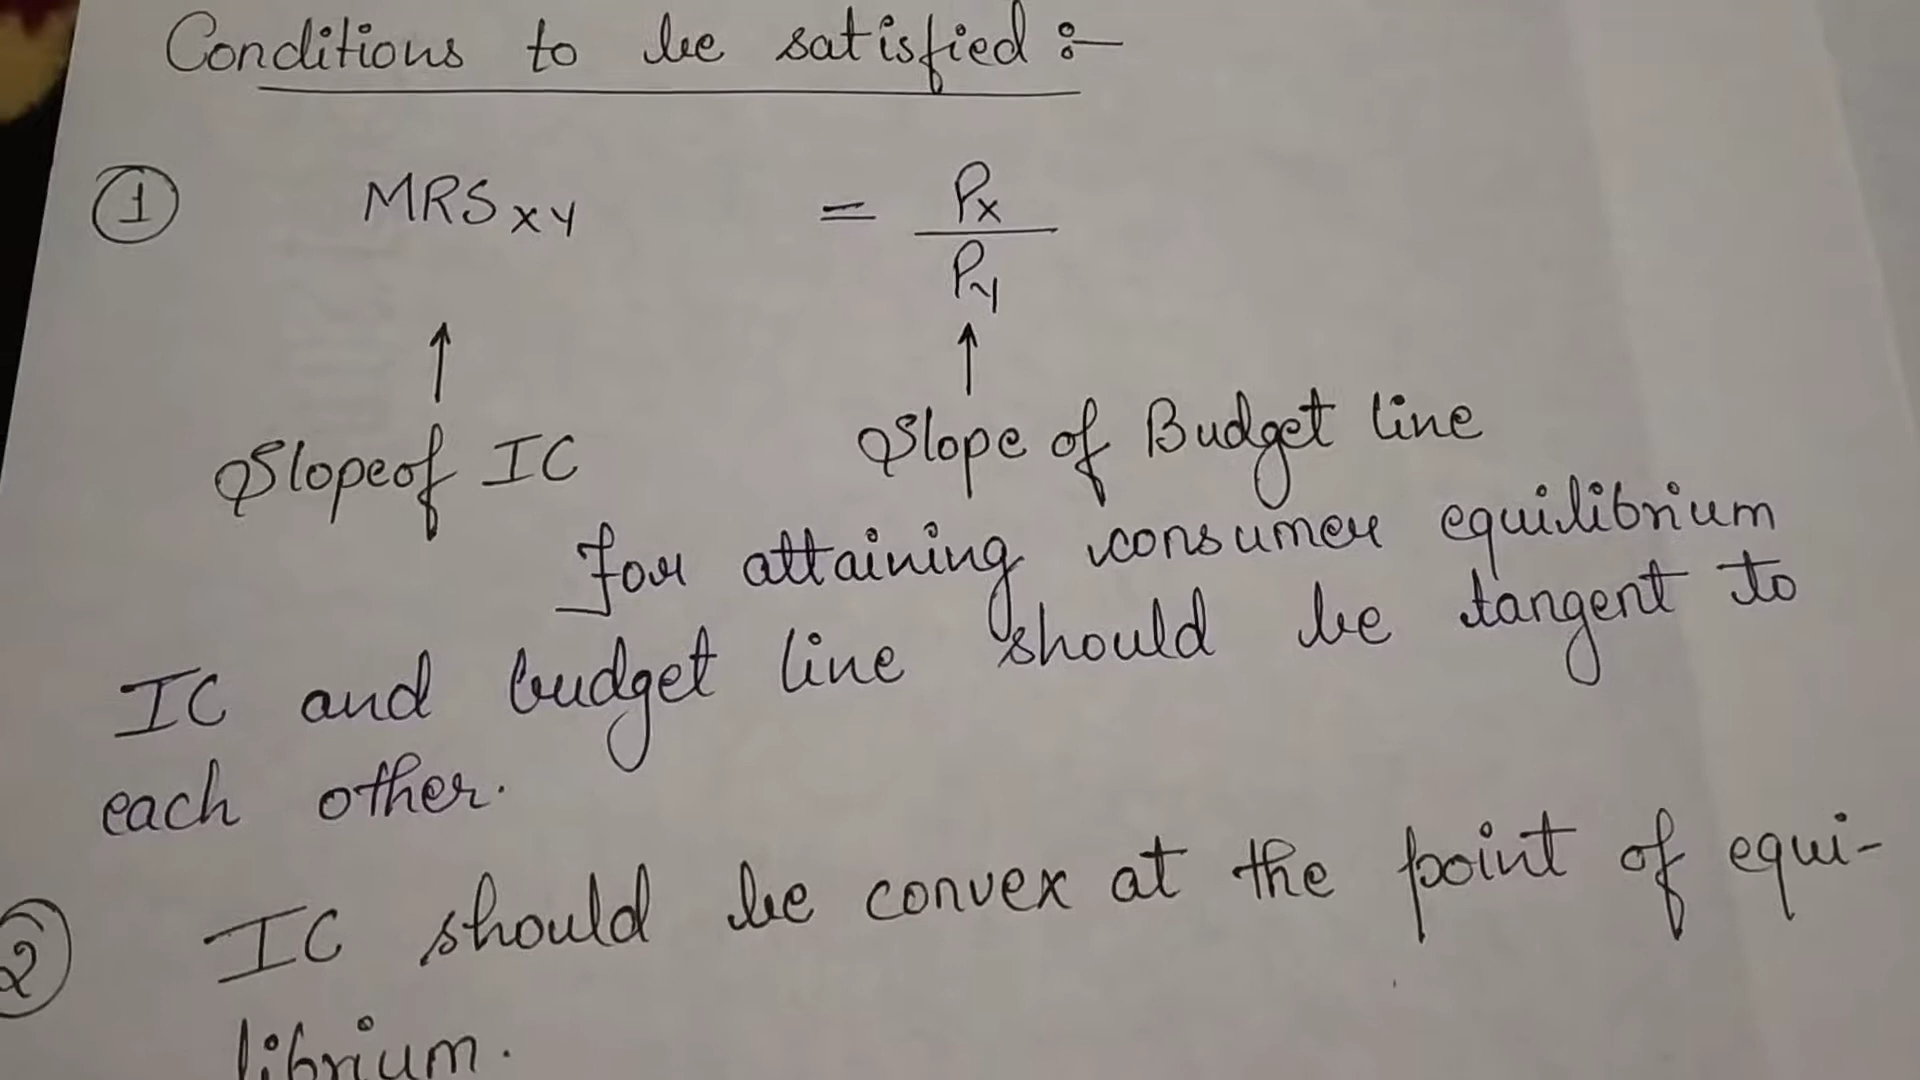 Conditions to be satisfied :-
1 MRS XY = Px / Py
↑ ↑
Slope of IC Slope of Budget line
for attaining consumer equilibrium
IC and budget line should be tangent to
each other.
2 IC should be convex at the point of equi-
librium.